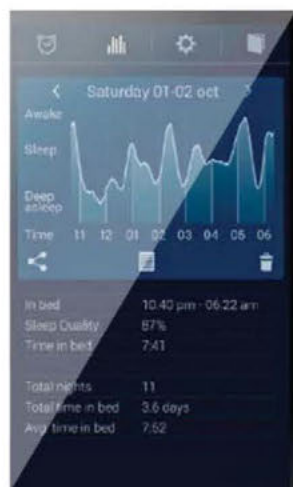 Saturday 01-02 oct
Awake
Sleep
Deep
asleep
Time 11 12 01 02 03 04 05 06
In bed 10.40 pm - 06:22 am
Sleep Quality 87%
Time in bed 7:41
Total nights 11
Total time in bed 3.6 days
Avg. time in bed 7:52